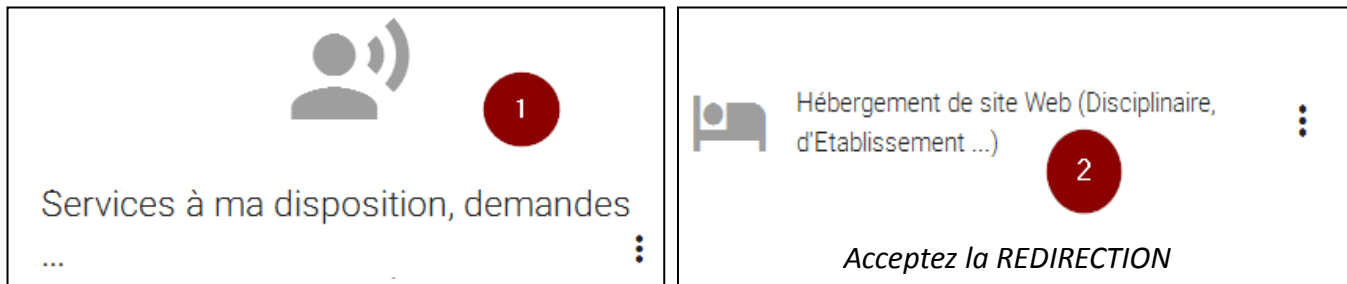 1
Services à ma disposition, demandes
...
Hébergement de site Web (Disciplinaire,
d'Etablissement ...)
2
Acceptez la REDIRECTION